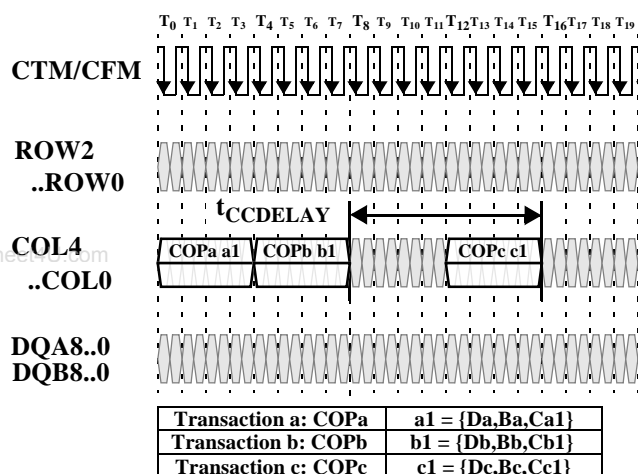 T0 T1 T2 T3 T4 T5 T6 T7 T8 T9 T10 T11 T12 T13 T14 T15 T16 T17 T18 T19
CTM/CFM
ROW2
..ROW0
tCCDELAY
COL4
..COL0
COPa a1 COPb b1 COPc c1
heet4U.com
DQA8..0
DQB8..0
Transaction a: COPa a1 = {Da,Ba,Ca1}
Transaction b: COPb b1 = {Db,Bb,Cb1}
Transaction c: COPc c1 = {Dc,Bc,Cc1}